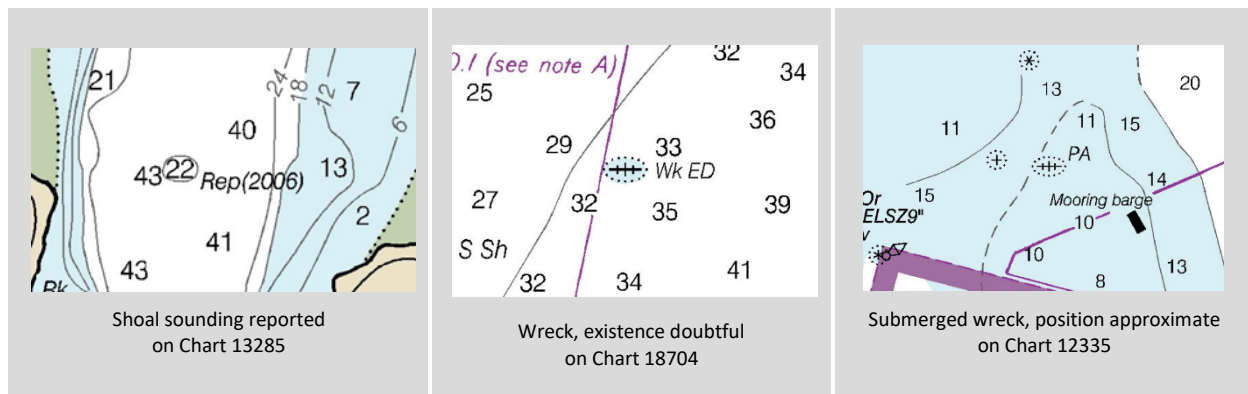 21
24
18
12
7
6
40
43 22 Rep(2006)
13
2
41
43
Rk
Shoal sounding reported
on Chart 13285
O.I (see note A)
32
34
25
36
29
33
Wk ED
27
32
35
39
S Sh
32
34
41
Wreck, existence doubtful
on Chart 18704
13
20
11
11
15
PA
14
15
Mooring barge
Or
ELSZ9"
10
10
13
8
Submerged wreck, position approximate
on Chart 12335